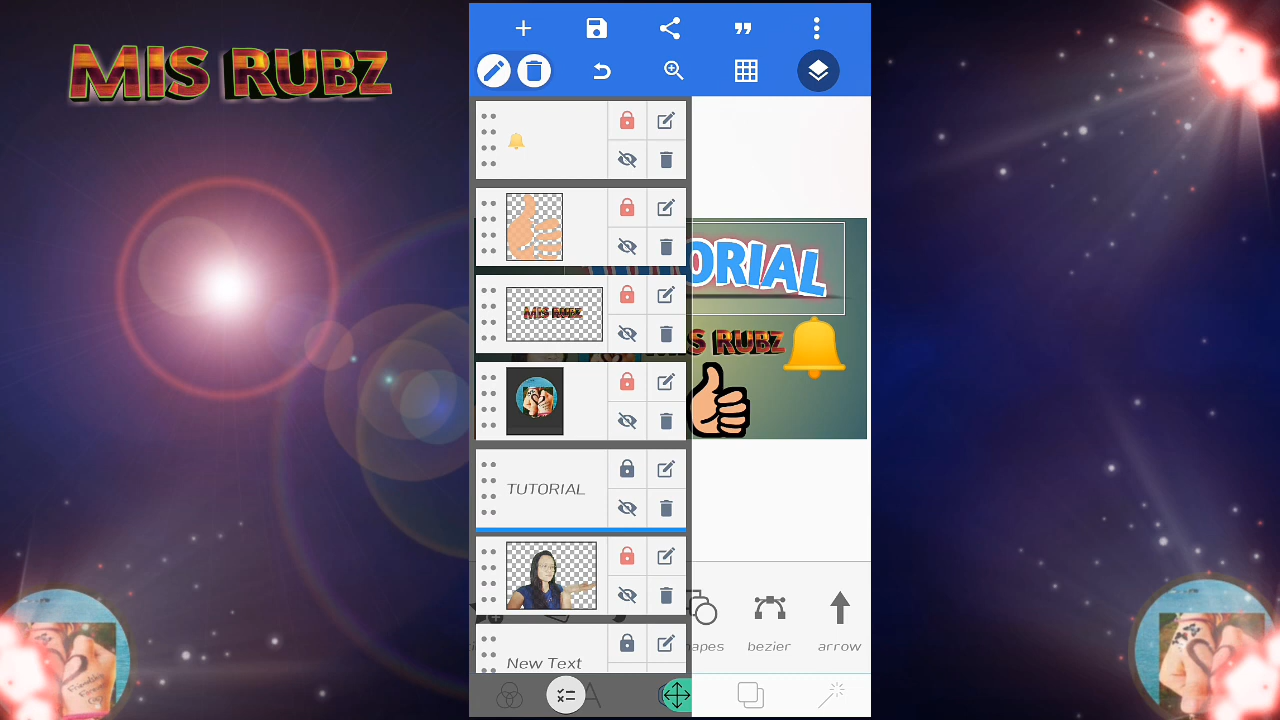 MIS RUBZ
ORIAL
MIS RUBZ
S RUBZ
TUTORIAL
New Text
apes
bezier
arrow